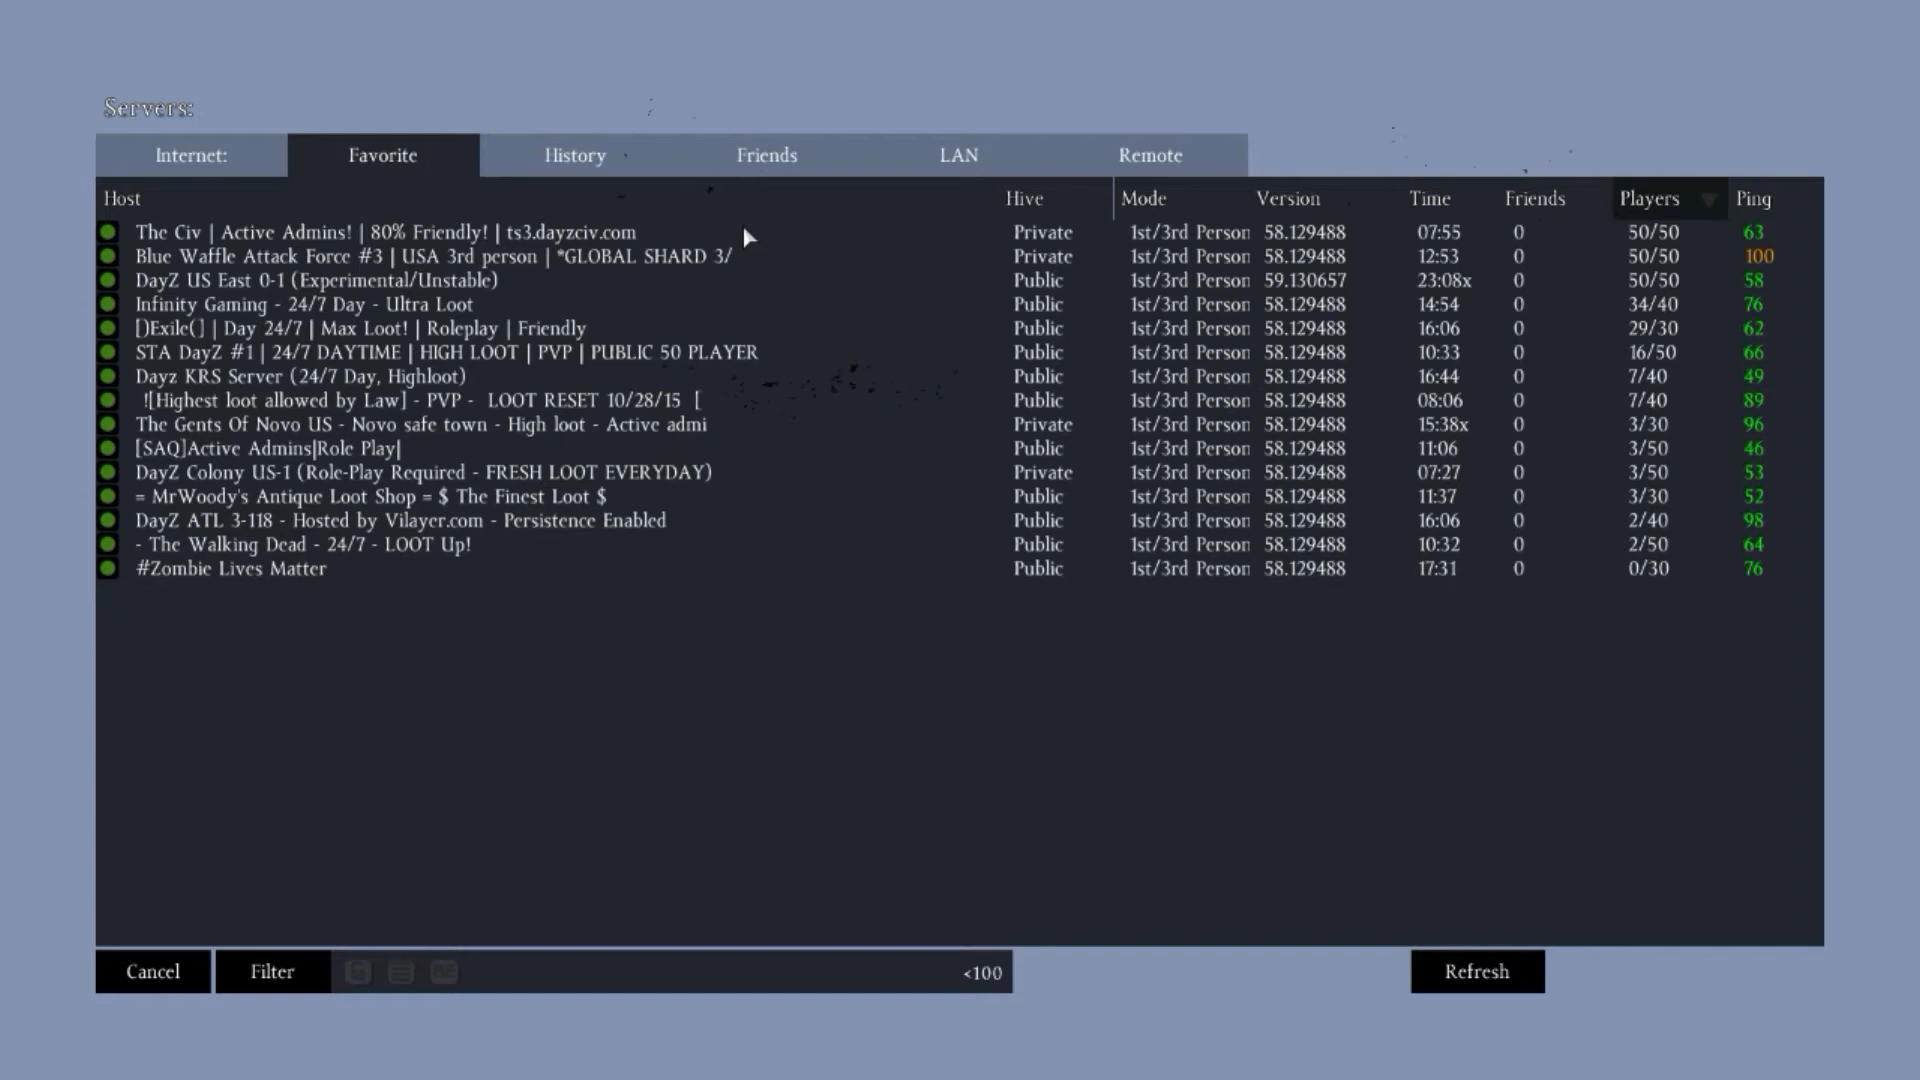 Servers:
Internet: Favorite History Friends LAN Remote
Host Hive Mode Version Time Friends Players Ping
The Civ | Active Admins! | 80% Friendly! | ts3.dayzciv.com Private 1st/3rd Person 58.129488 07:55 0 50/50 63
Blue Waffle Attack Force #3 | USA 3rd person | *GLOBAL SHARD 3/ Private 1st/3rd Person 58.129488 12:53 0 50/50 100
DayZ US East 0-1 (Experimental/Unstable) Public 1st/3rd Person 59.130657 23:08x 0 50/50 58
Infinity Gaming - 24/7 Day - Ultra Loot Public 1st/3rd Person 58.129488 14:54 0 34/40 76
[)Exile(] | Day 24/7 | Max Loot! | Roleplay | Friendly Public 1st/3rd Person 58.129488 16:06 0 29/30 62
STA DayZ #1 | 24/7 DAYTIME | HIGH LOOT | PVP | PUBLIC 50 PLAYER Public 1st/3rd Person 58.129488 10:33 0 16/50 66
Dayz KRS Server (24/7 Day, Highloot) Public 1st/3rd Person 58.129488 16:44 0 7/40 49
![Highest loot allowed by Law] - PVP - LOOT RESET 10/28/15 [ Public 1st/3rd Person 58.129488 08:06 0 7/40 89
The Gents Of Novo US - Novo safe town - High loot - Active admi Private 1st/3rd Person 58.129488 15:38x 0 3/30 96
[SAQ]Active Admins|Role Play| Public 1st/3rd Person 58.129488 11:06 0 3/50 46
DayZ Colony US-1 (Role-Play Required - FRESH LOOT EVERYDAY) Private 1st/3rd Person 58.129488 07:27 0 3/50 53
= MrWoody's Antique Loot Shop = $ The Finest Loot $ Public 1st/3rd Person 58.129488 11:37 0 3/30 52
DayZ ATL 3-118 - Hosted by Vilayer.com - Persistence Enabled Public 1st/3rd Person 58.129488 16:06 0 2/40 98
- The Walking Dead - 24/7 - LOOT Up! Public 1st/3rd Person 58.129488 10:32 0 2/50 64
#Zombie Lives Matter Public 1st/3rd Person 58.129488 17:31 0 0/30 76
Cancel Filter <100 Refresh